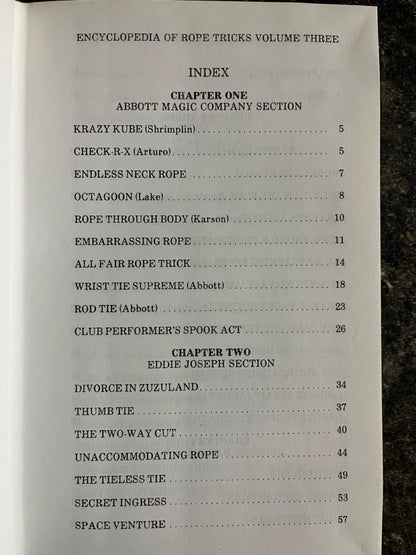 ENCYCLOPEDIA OF ROPE TRICKS VOLUME THREE
INDEX
CHAPTER ONE
ABBOTT MAGIC COMPANY SECTION
KRAZY KUBE (Shrimplin) 5
CHECK-R-X (Arturo) 5
ENDLESS NECK ROPE 7
OCTAGOON (Lake) 8
ROPE THROUGH BODY (Karson) 10
EMBARRASSING ROPE 11
ALL FAIR ROPE TRICK 14
WRIST TIE SUPREME (Abbott) 18
ROD TIE (Abbott) 23
CLUB PERFORMER'S SPOOK ACT 26
CHAPTER TWO
EDDIE JOSEPH SECTION
DIVORCE IN ZUZULAND 34
THUMB TIE 37
THE TWO-WAY CUT 40
UNACCOMMODATING ROPE 44
THE TIELESS TIE 49
SECRET INGRESS 53
SPACE VENTURE 57